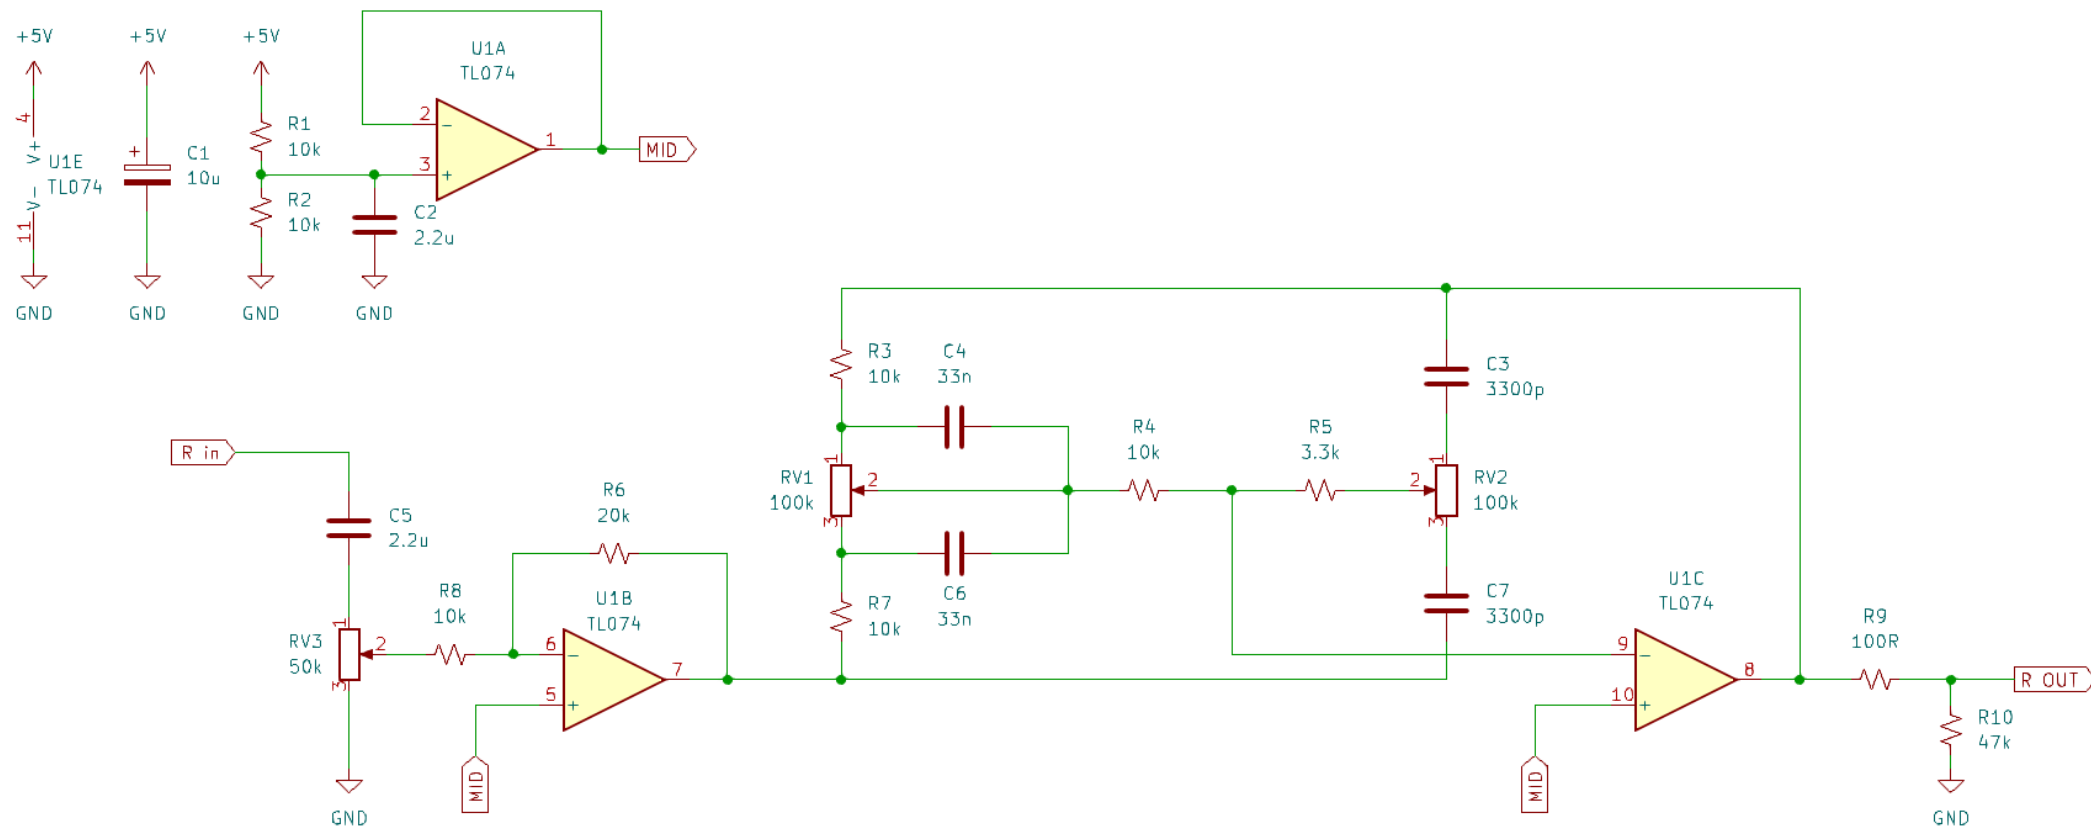 +5V
+5V
+5V
4
V+
U1E
TL074
V-
11
GND
+
C1
10u
GND
R1
10k
R2
10k
GND
C2
2.2u
GND
U1A
TL074
2
-
3
+
1
MID
R in
C5
2.2u
RV3
50k
1
2
3
GND
R8
10k
R6
20k
U1B
TL074
6
-
5
+
7
MID
R3
10k
C4
33n
RV1
100k
1
2
3
C6
33n
R7
10k
R4
10k
R5
3.3k
C3
3300p
RV2
100k
1
2
3
C7
3300p
U1C
TL074
9
-
10
+
8
MID
R9
100R
R OUT
R10
47k
GND